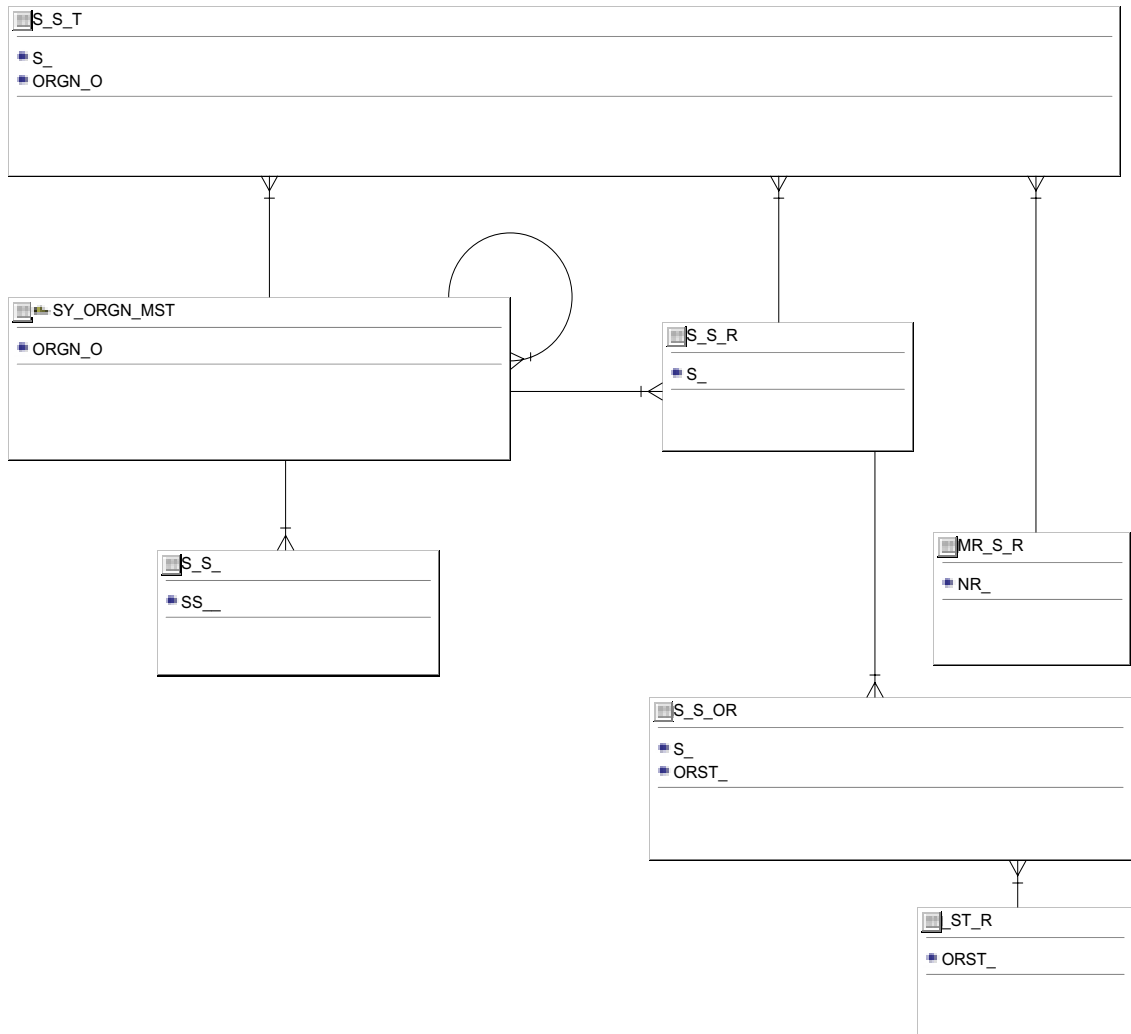 S_S_T
S_
ORGN_O
SY_ORGN_MST
ORGN_O
S_S_R
S_
S_S_
SS__
MR_S_R
NR_
S_S_OR
S_
ORST_
_ST_R
ORST_